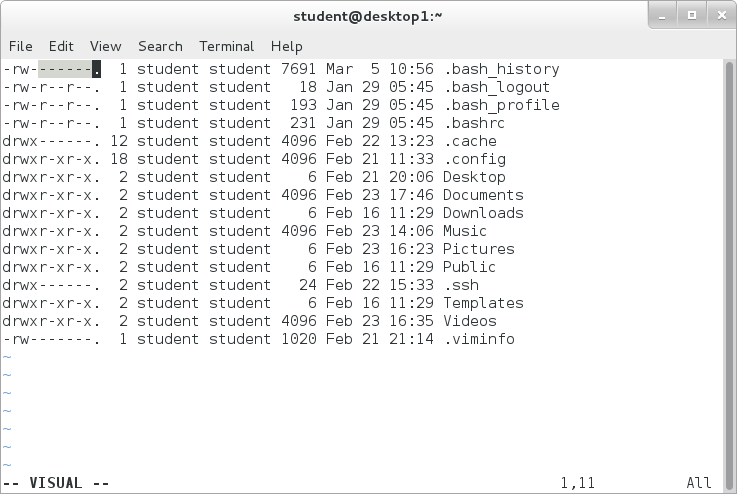 student@desktop1:~
File Edit View Search Terminal Help
-rw-------.  1 student student 7691 Mar  5 10:56 .bash_history
-rw-r--r--.  1 student student   18 Jan 29 05:45 .bash_logout
-rw-r--r--.  1 student student  193 Jan 29 05:45 .bash_profile
-rw-r--r--.  1 student student  231 Jan 29 05:45 .bashrc
drwx------. 12 student student 4096 Feb 22 13:23 .cache
drwxr-xr-x. 18 student student 4096 Feb 21 11:33 .config
drwxr-xr-x.  2 student student    6 Feb 21 20:06 Desktop
drwxr-xr-x.  2 student student 4096 Feb 23 17:46 Documents
drwxr-xr-x.  2 student student    6 Feb 16 11:29 Downloads
drwxr-xr-x.  2 student student 4096 Feb 23 14:06 Music
drwxr-xr-x.  2 student student    6 Feb 23 16:23 Pictures
drwxr-xr-x.  2 student student    6 Feb 16 11:29 Public
drwx------.  2 student student   24 Feb 22 15:33 .ssh
drwxr-xr-x.  2 student student    6 Feb 16 11:29 Templates
drwxr-xr-x.  2 student student 4096 Feb 23 16:35 Videos
-rw-------.  1 student student 1020 Feb 21 21:14 .viminfo
~
~
~
~
~
~
~
-- VISUAL -- 1,11 All